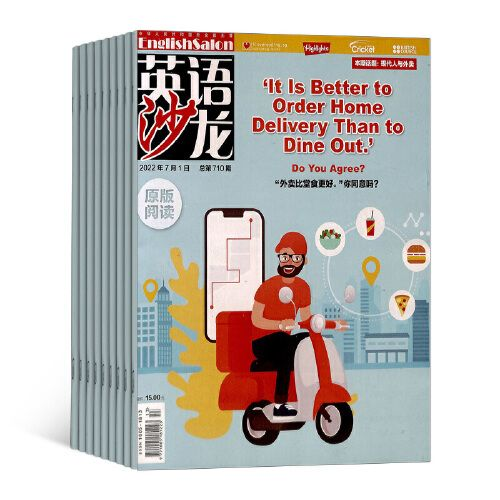 EnglishSalon
Highlights
Cricket
本期话题：现代人与外卖
英语
沙龙
2022年7月1日 总第710期
原版
阅读
'It Is Better to
Order Home
Delivery Than to
Dine Out.'
Do You Agree?
“外卖比堂食更好。”你同意吗？
15.00